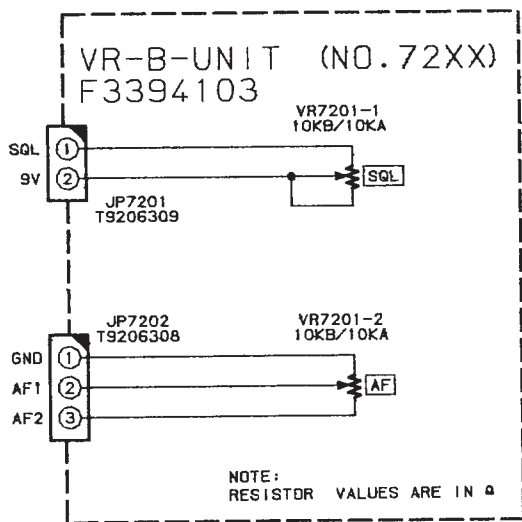 VR-B-UNIT (NO.72XX)
F3394103
VR7201-1
10KB/10KA
SQL 1
9V 2
SQL
JP7201
T9206309
JP7202
T9206308
VR7201-2
10KB/10KA
GND 1
AF1 2
AF
AF2 3
NOTE:
RESISTOR VALUES ARE IN Ω